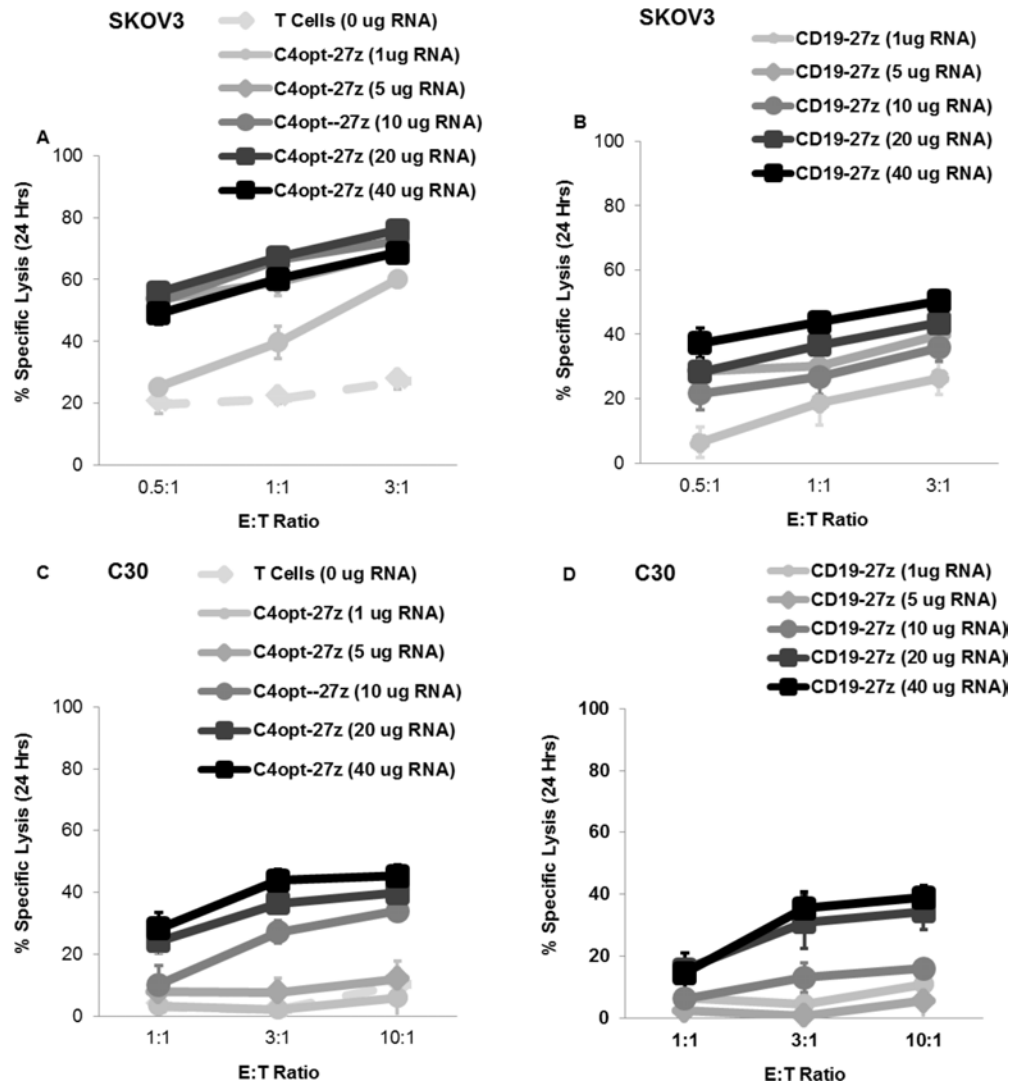 SKOV3
T Cells (0 ug RNA)
C4opt-27z (1ug RNA)
C4opt-27z (5 ug RNA)
C4opt--27z (10 ug RNA)
C4opt-27z (20 ug RNA)
C4opt-27z (40 ug RNA)
A
% Specific Lysis (24 Hrs)
100
80
60
40
20
0
0.5:1
1:1
3:1
E:T Ratio
SKOV3
CD19-27z (1ug RNA)
CD19-27z (5 ug RNA)
CD19-27z (10 ug RNA)
CD19-27z (20 ug RNA)
CD19-27z (40 ug RNA)
B
% Specific Lysis (24 Hrs)
100
80
60
40
20
0
0.5:1
1:1
3:1
E:T Ratio
C
C30
T Cells (0 ug RNA)
C4opt-27z (1 ug RNA)
C4opt-27z (5 ug RNA)
C4opt--27z (10 ug RNA)
C4opt-27z (20 ug RNA)
C4opt-27z (40 ug RNA)
% Specific Lysis (24 Hrs)
100
80
60
40
20
0
1:1
3:1
10:1
E:T Ratio
D
C30
CD19-27z (1ug RNA)
CD19-27z (5 ug RNA)
CD19-27z (10 ug RNA)
CD19-27z (20 ug RNA)
CD19-27z (40 ug RNA)
% Specific Lysis (24 Hrs)
100
80
60
40
20
0
1:1
3:1
10:1
E:T Ratio